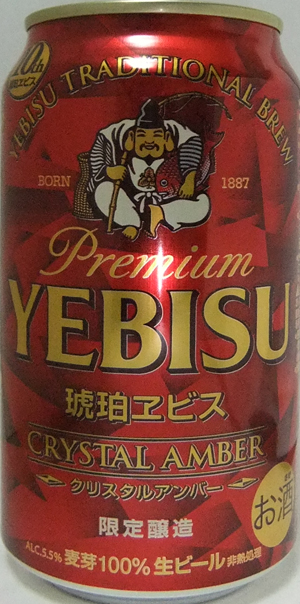 10th
YEBISU TRADITIONAL BREW
BORN 1887
Premium
YEBISU
琥珀ヱビス
CRYSTAL AMBER
クリスタルアンバー
限定醸造
お酒
ALC.5.5% 麦芽100% 生ビール 非熱処理